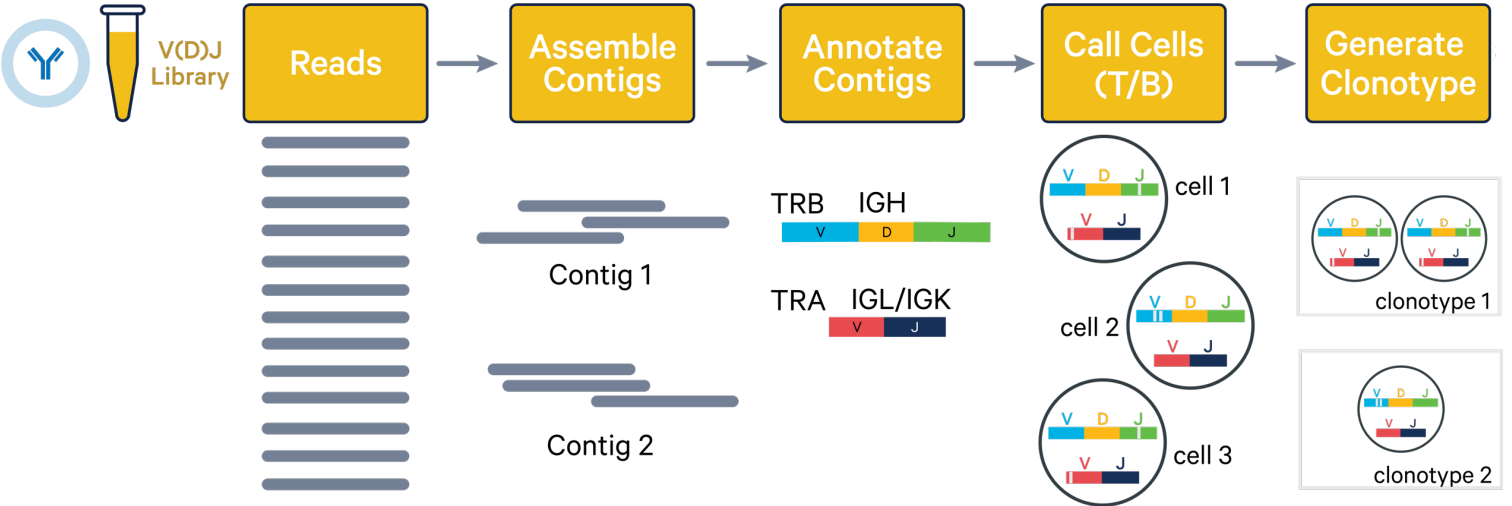 V(D)J
Library
Reads
Assemble
Contigs
Annotate
Contigs
Call Cells
(T/B)
Generate
Clonotype
Contig 1
Contig 2
TRB IGH
V D J
TRA IGL/IGK
V J
V D J
V J
cell 1
V D J
V J
cell 2
V D J
V J
cell 3
V D J
V J
V D J
V J
clonotype 1
V D J
V J
clonotype 2